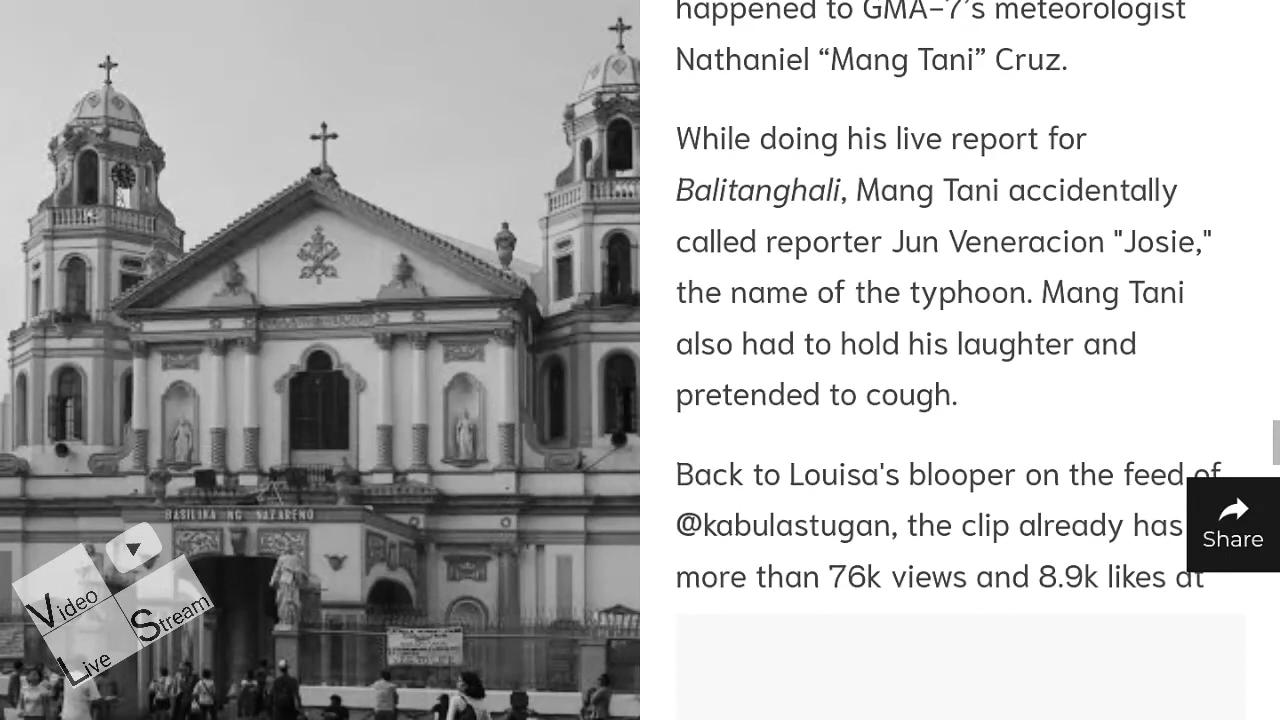 BASILIKA NG NAZARENO
Video
Live
Stream
happened to GMA-7's meteorologist
Nathaniel “Mang Tani” Cruz.
While doing his live report for
Balitanghali, Mang Tani accidentally
called reporter Jun Veneracion "Josie,"
the name of the typhoon. Mang Tani
also had to hold his laughter and
pretended to cough.
Back to Louisa's blooper on the feed of
@kabulastugan, the clip already has
more than 76k views and 8.9k likes at
Share